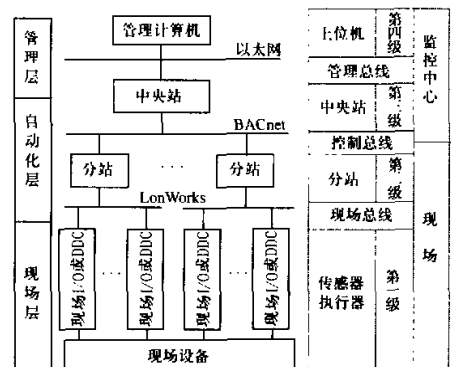 管理层
自动化层
现场层
管理计算机
以太网
中央站
BACnet
分站
···
分站
LonWorks
现场I/O或DDC
···
现场I/O或DDC
现场I/O或DDC
···
现场I/O或DDC
现场设备
上位机
第四级
管理总线
中央站
第 级
控制总线
分站
第 级
现场总线
传感器
执行器
第一级
监控中心
现场